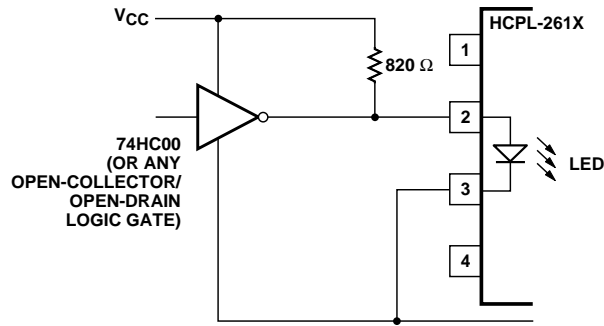 VCC
HCPL-261X
1
820 Ω
2
74HC00
(OR ANY
OPEN-COLLECTOR/
OPEN-DRAIN
LOGIC GATE)
LED
3
4